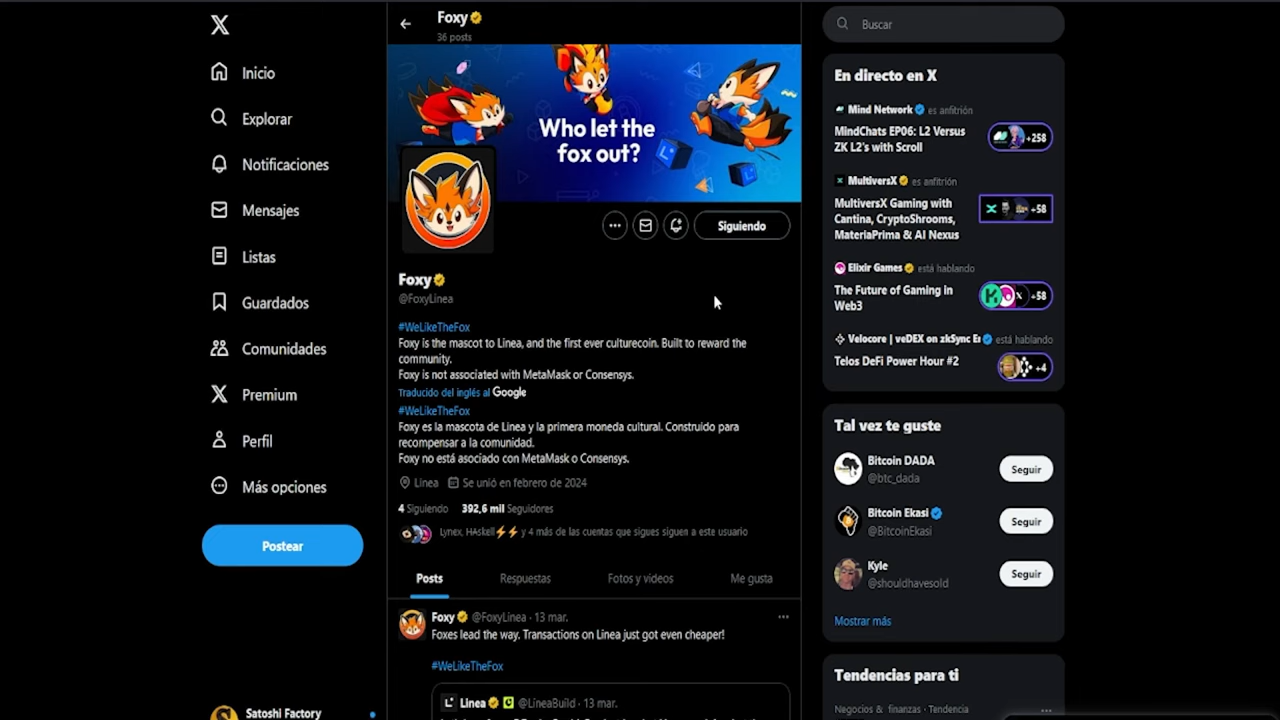 Inicio
Explorar
Notificaciones
Mensajes
Listas
Guardados
Comunidades
Premium
Perfil
Más opciones
Postear
Satoshi Factory
Foxy
36 posts
Who let the
fox out?
Siguiendo
Foxy
@FoxyLinea
#WeLikeTheFox
Foxy is the mascot to Linea, and the first ever culturecoin. Built to reward the
community.
Foxy is not associated with MetaMask or Consensys.
Traducido del inglés al Google
#WeLikeTheFox
Foxy es la mascota de Linea y la primera moneda cultural. Construido para
recompensar a la comunidad.
Foxy no está asociado con MetaMask o Consensys.
Linea Se unió en febrero de 2024
4 Siguiendo 392,6 mil Seguidores
Lynex, HAskell⚡⚡ y 4 más de las cuentas que sigues siguen a este usuario
Posts Respuestas Fotos y videos Me gusta
Foxy @FoxyLinea · 13 mar.
Foxes lead the way. Transactions on Linea just got even cheaper!
#WeLikeTheFox
Linea @LineaBuild · 13 mar.
Buscar
En directo en X
Mind Network es anfitrión
MindChats EP06: L2 Versus
ZK L2's with Scroll
+258
MultiversX es anfitrión
MultiversX Gaming with
Cantina, CryptoShrooms,
MateriaPrima & AI Nexus
+58
Elixir Games está hablando
The Future of Gaming in
Web3
+58
Velocore | veDEX on zkSync Er está hablando
Telos DeFi Power Hour #2
+4
Tal vez te guste
Bitcoin DADA
@btc_dada
Seguir
Bitcoin Ekasi
@BitcoinEkasi
Seguir
Kyle
@shouldhavesold
Seguir
Mostrar más
Tendencias para ti
Negocios & finanzas · Tendencia